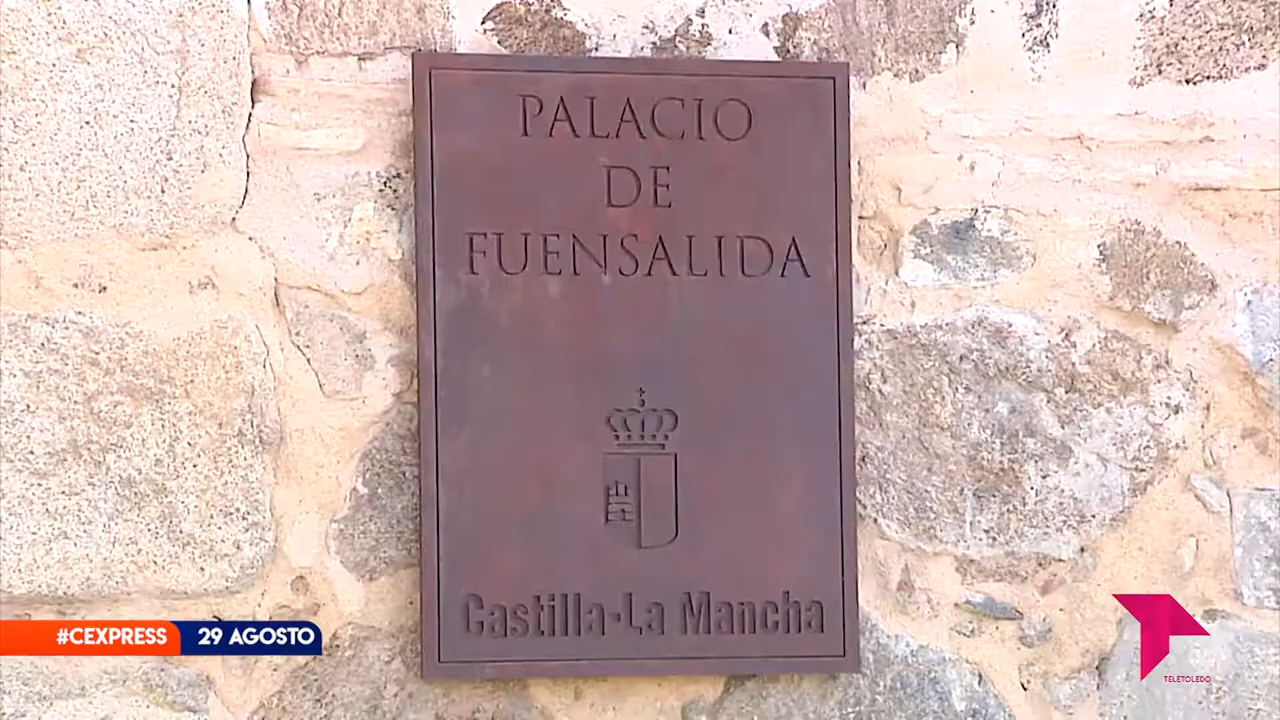 PALACIO
DE
FUENSALIDA
Castilla-La Mancha
#CEXPRESS 29 AGOSTO
TELETOLEDO